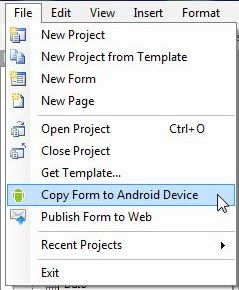 File Edit View Insert Format
New Project
New Project from Template
New Form
New Page
Open Project Ctrl+O
Close Project
Get Template...
Copy Form to Android Device
Publish Form to Web
Recent Projects
Exit